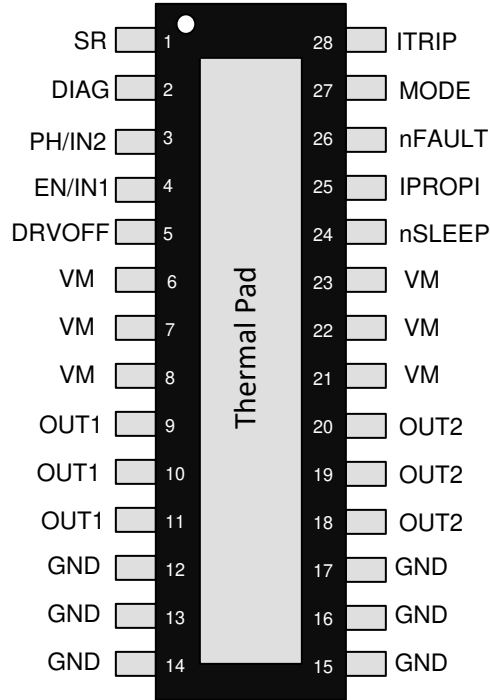 SR 1 28 ITRIP
DIAG 2 27 MODE
PH/IN2 3 26 nFAULT
EN/IN1 4 25 IPROPI
DRVOFF 5 24 nSLEEP
VM 6 23 VM
VM 7 22 VM
VM 8 21 VM
OUT1 9 20 OUT2
OUT1 10 19 OUT2
OUT1 11 18 OUT2
GND 12 17 GND
GND 13 16 GND
GND 14 15 GND
Thermal Pad